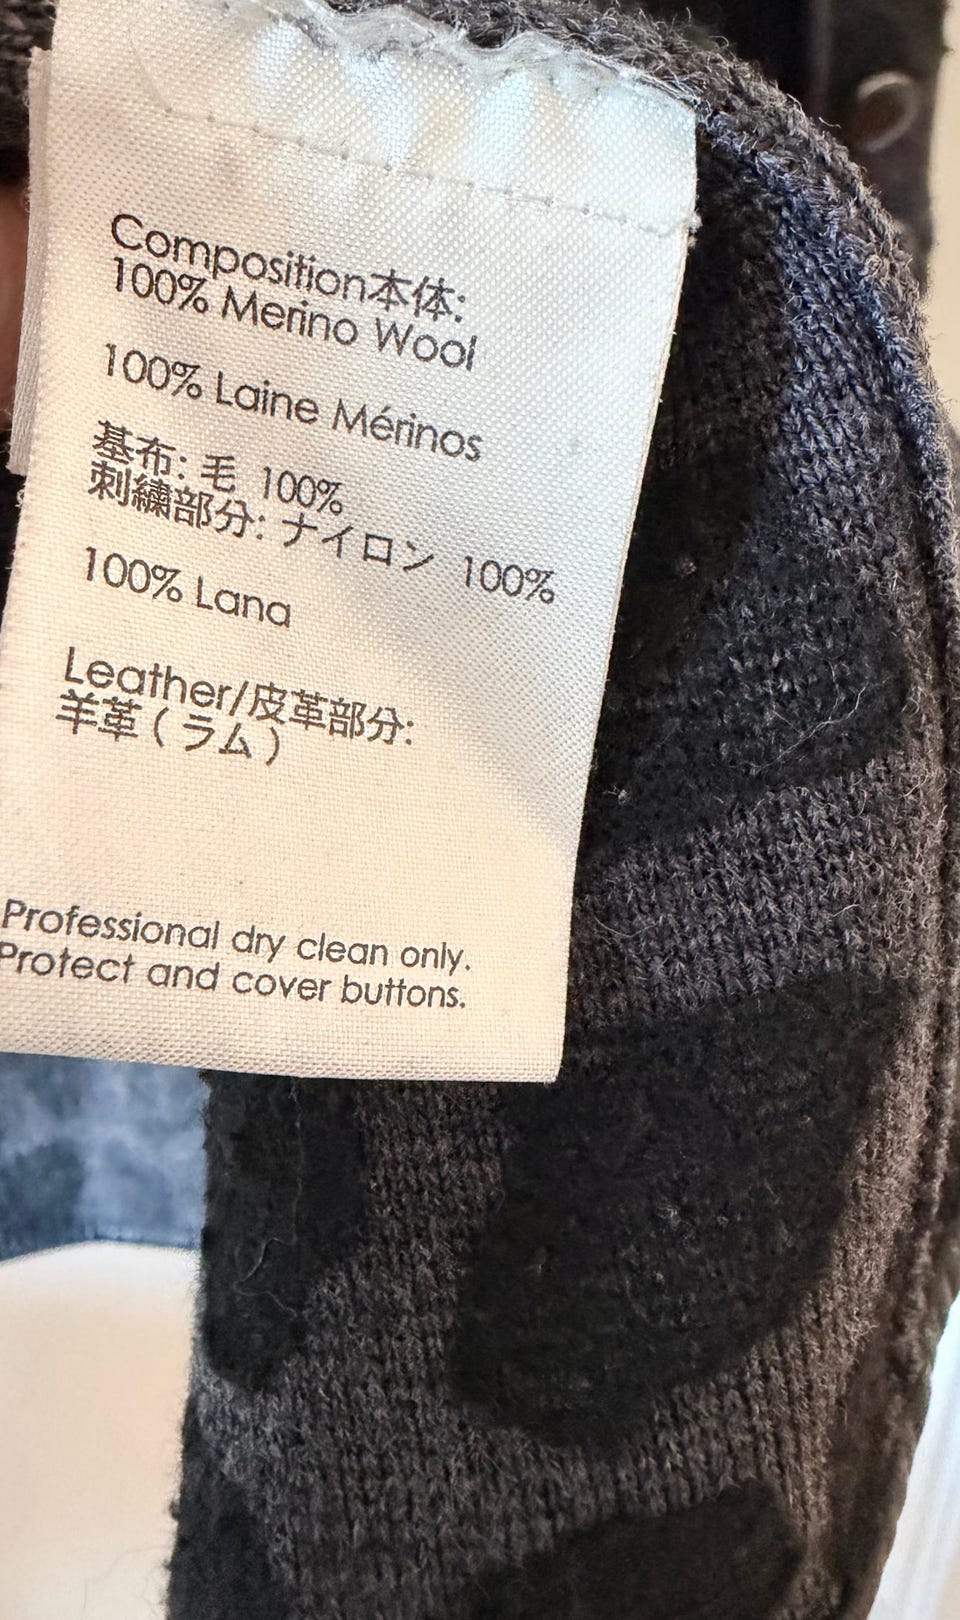 Composition本体:
100% Merino Wool
100% Laine Mérinos
基布: 毛 100%
刺繍部分: ナイロン 100%
100% Lana
Leather/皮革部分:
羊革 ( ラム )
Professional dry clean only.
Protect and cover buttons.